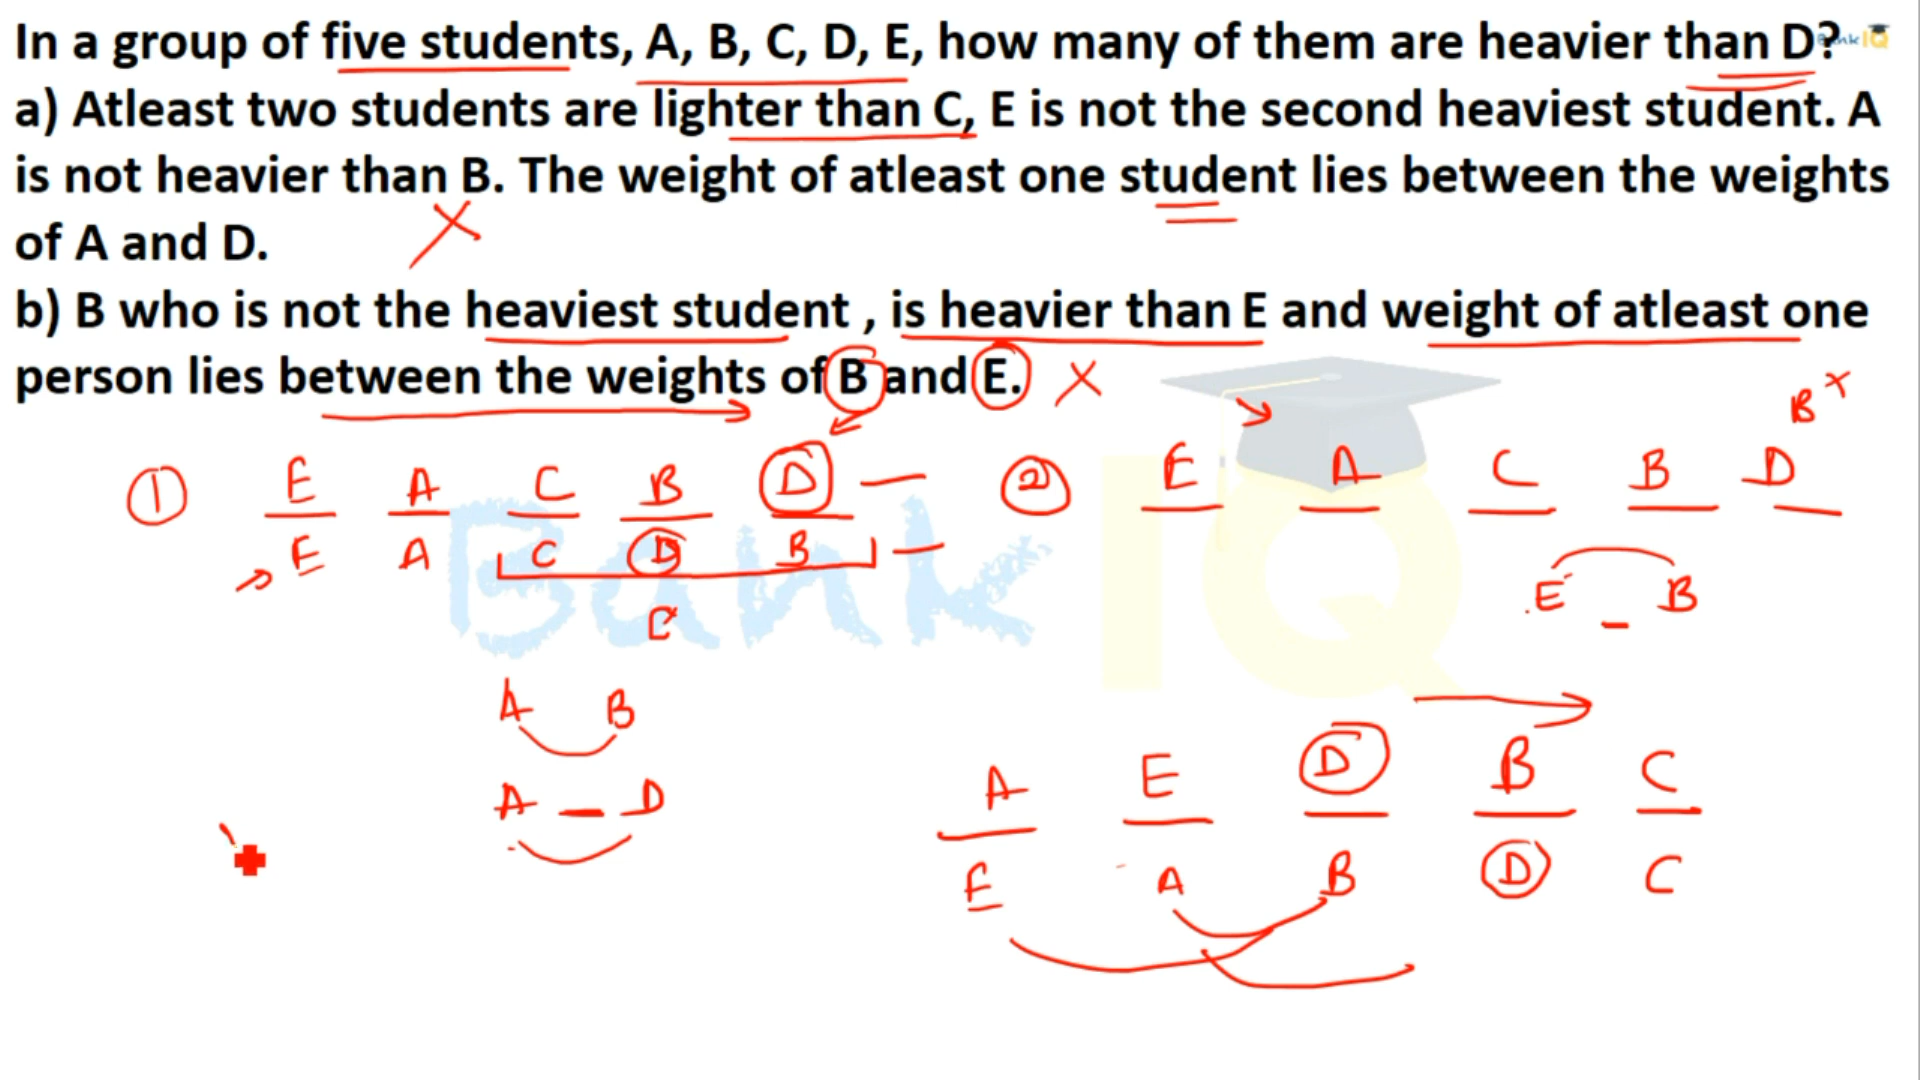 In a group of five students, A, B, C, D, E, how many of them are heavier than D?
a) Atleast two students are lighter than C, E is not the second heaviest student. A
is not heavier than B. The weight of atleast one student lies between the weights
of A and D.
b) B who is not the heaviest student , is heavier than E and weight of atleast one
person lies between the weights of B and E. X
B x
1 E A C B D — 2 E A C B D
E A C D B —
E - B
A B
A - D
A E D B C
E A B D C
Bank IQ